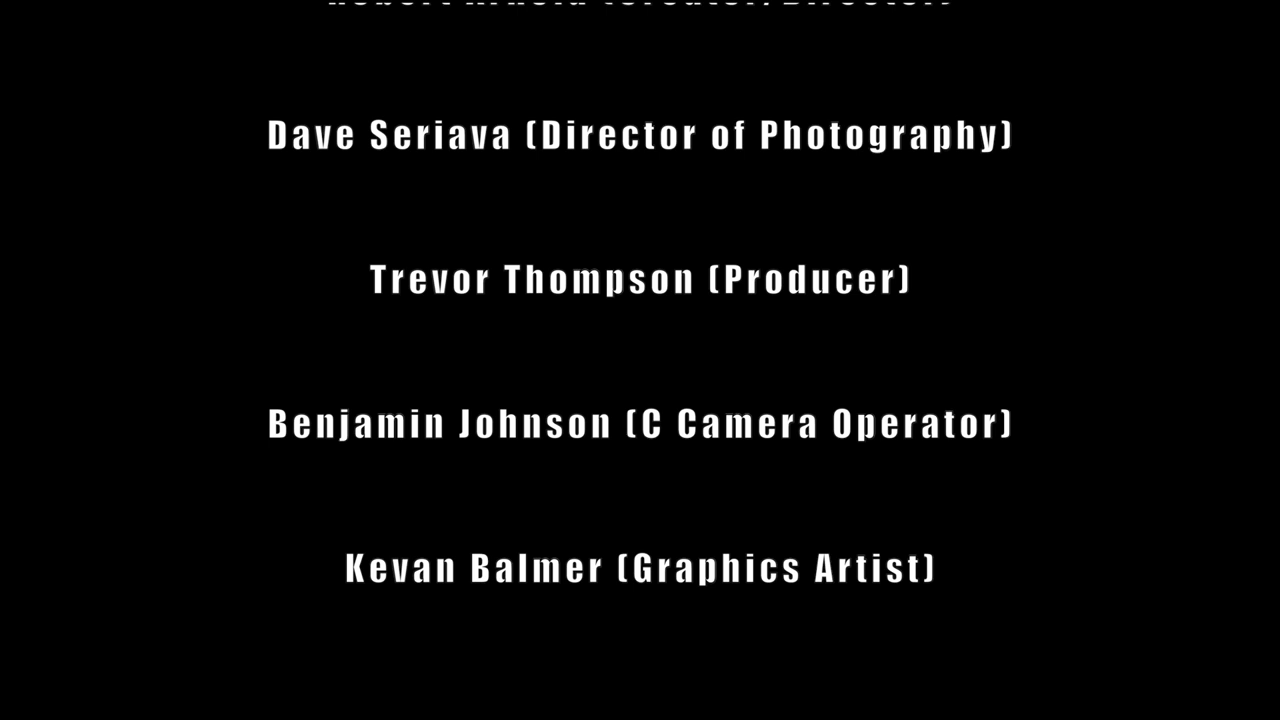 Dave Seriava (Director of Photography)
Trevor Thompson (Producer)
Benjamin Johnson (C Camera Operator)
Kevan Balmer (Graphics Artist)